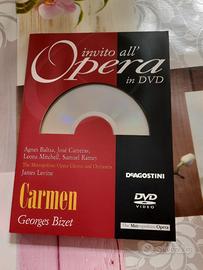 invito all'
Opera
in DVD
Agnes Baltsa, José Carreras,
Leona Mitchell, Samuel Ramey
The Metropolitan Opera Chorus and Orchestra
James Levine
Carmen
DeAGOSTINI
Georges Bizet
DVD
VIDEO
The Metropolitan Opera